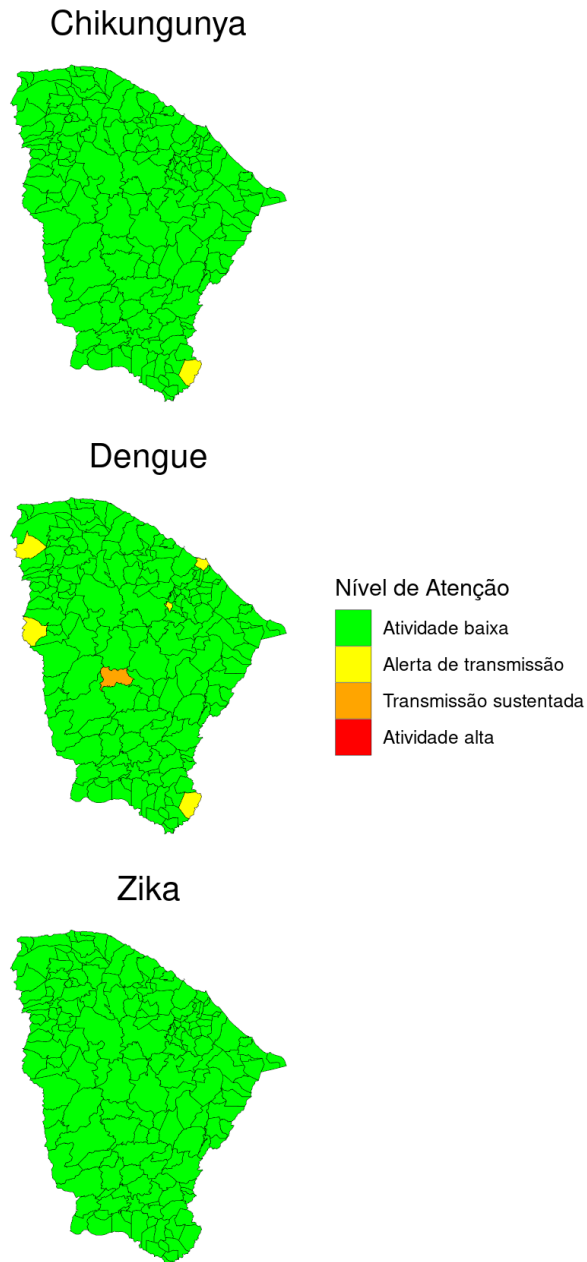 Chikungunya
Dengue
Nível de Atenção
Atividade baixa
Alerta de transmissão
Transmissão sustentada
Atividade alta
Zika